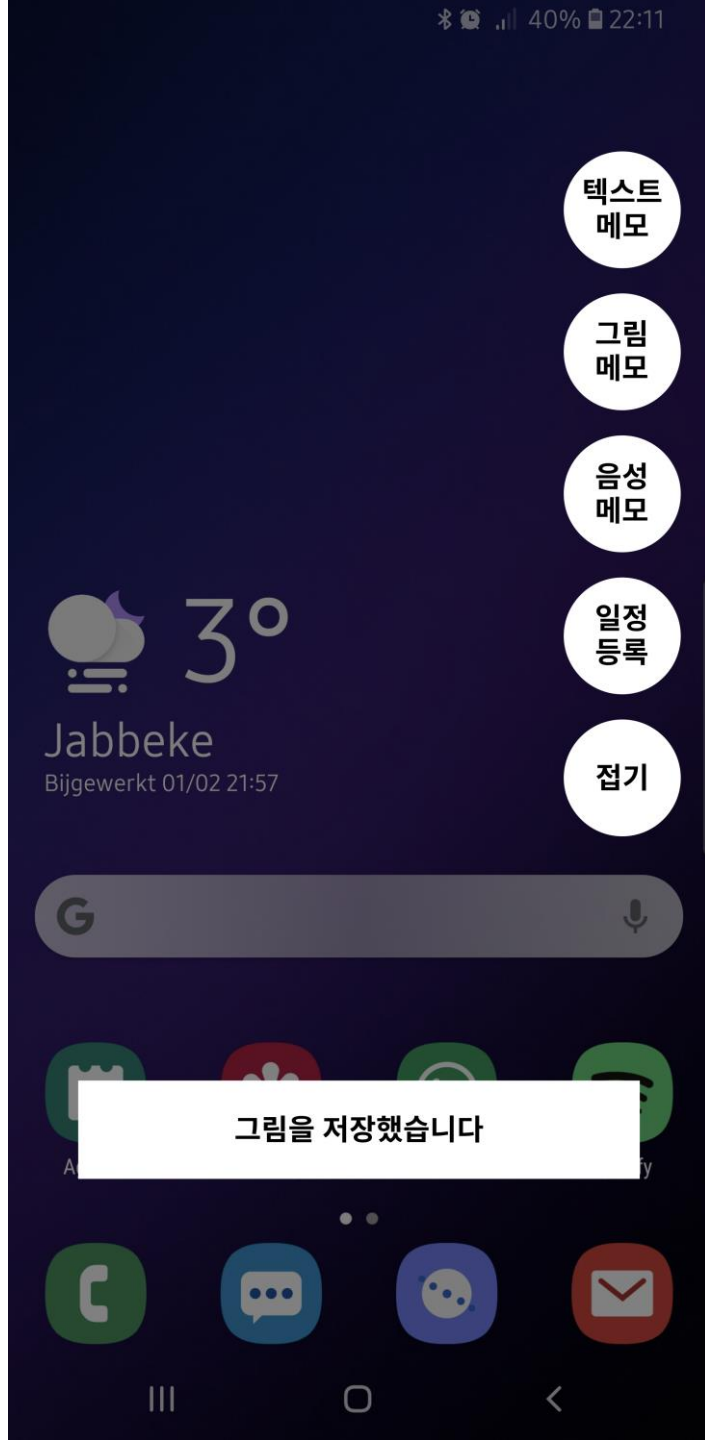 40% 22:11
텍스트
메모
그림
메모
음성
메모
일정
등록
3°
Jabbeke
Bijgewerkt 01/02 21:57
접기
G
그림을 저장했습니다